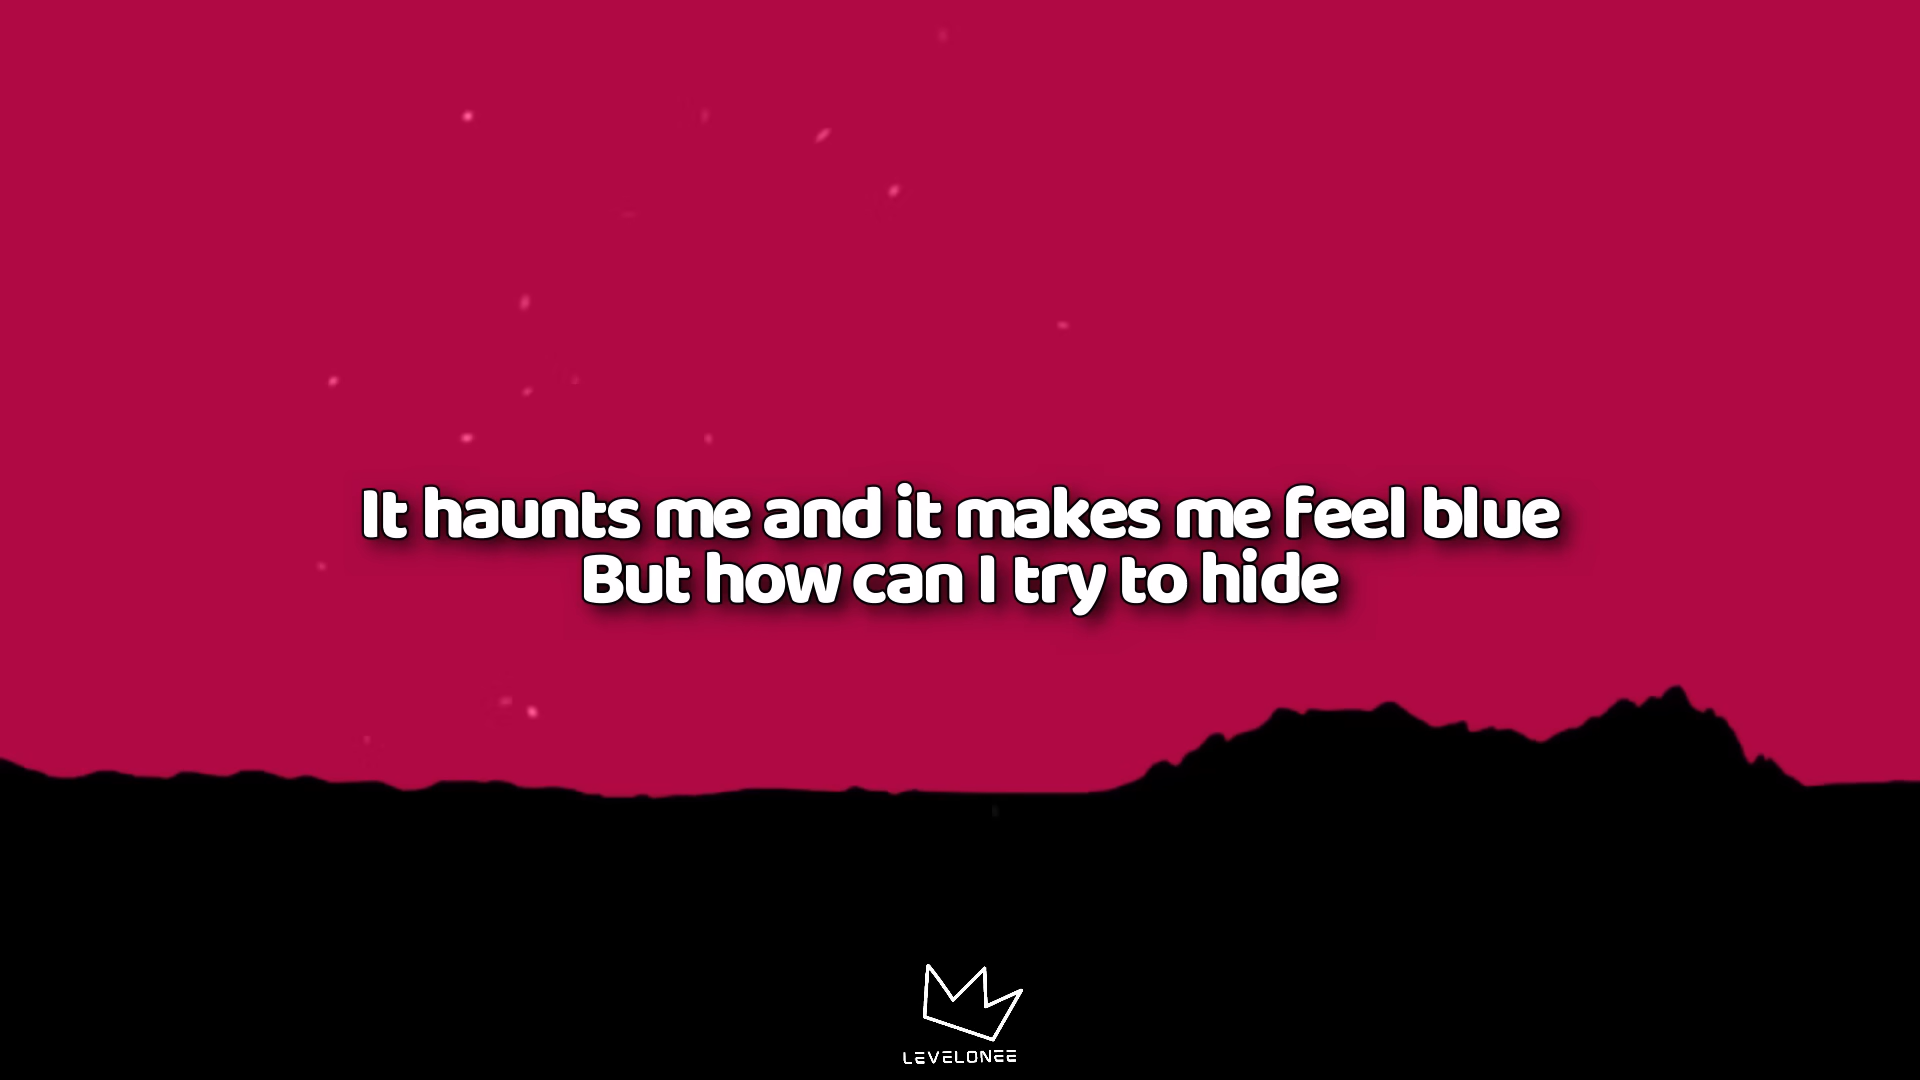 It haunts me and it makes me feel blue
But how can I try to hide
LEVELONEE